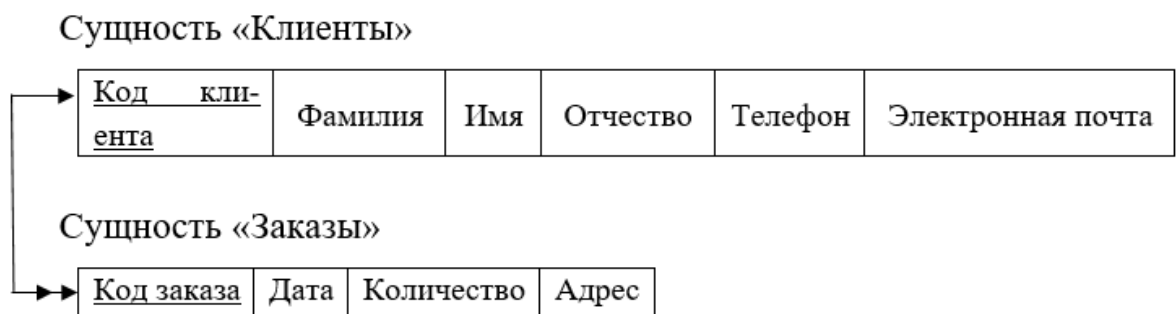 Сущность «Клиенты»
Код кли-
ента
Фамилия Имя Отчество Телефон Электронная почта
Сущность «Заказы»
Код заказа Дата Количество Адрес